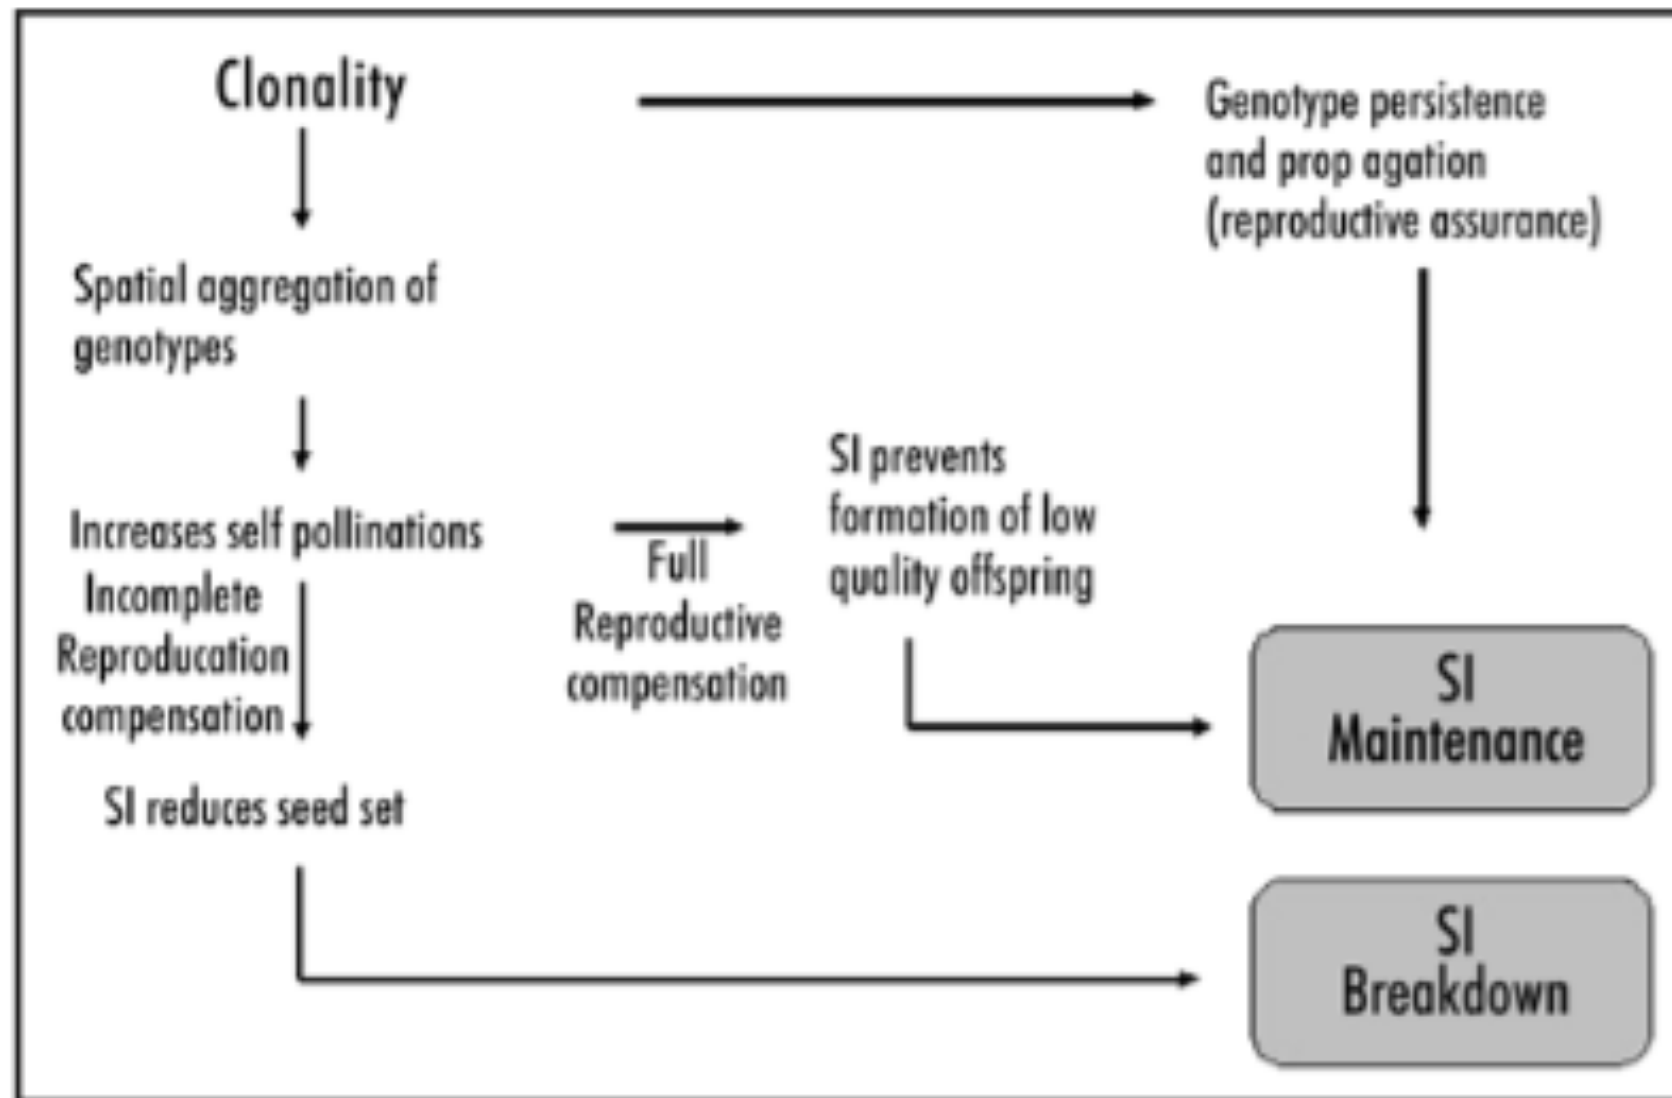 Clonality
Genotype persistence
and prop agation
(reproductive assurance)
Spatial aggregation of
genotypes
Increases self pollinations
Incomplete
Reproducation
compensation
Full
Reproductive
compensation
SI prevents
formation of low
quality offspring
SI reduces seed set
SI
Maintenance
SI
Breakdown